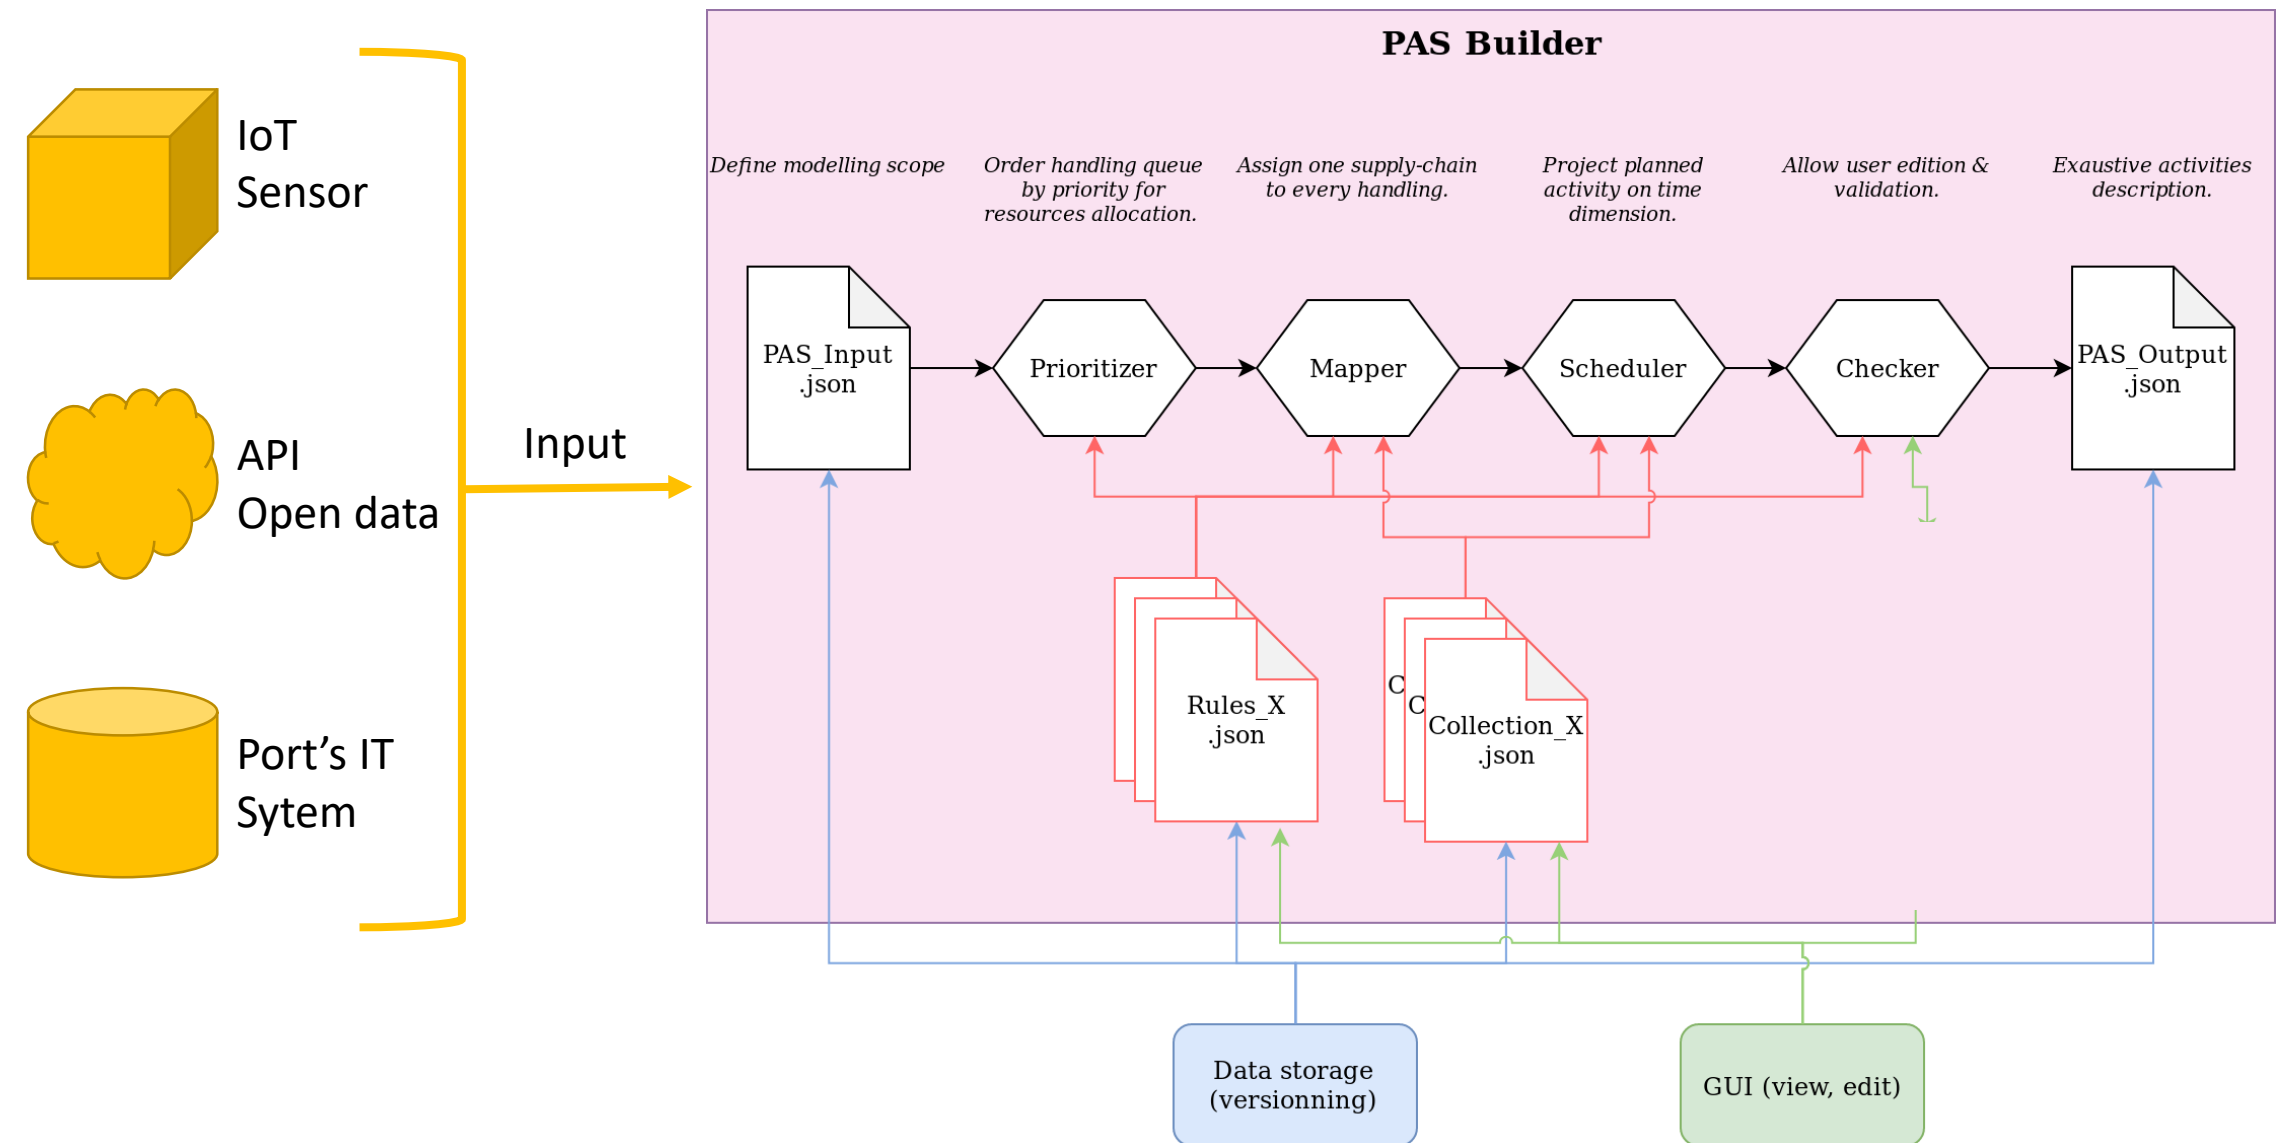 PAS Builder
IoT
Sensor
API
Open data
Port's IT
Sytem
Input
Define modelling scope
Order handling queue
by priority for
resources allocation.
Assign one supply-chain
to every handling.
Project planned
activity on time
dimension.
Allow user edition &
validation.
Exaustive activities
description.
PAS_Input
.json
Prioritizer
Mapper
Scheduler
Checker
PAS_Output
.json
Rules_X
.json
C
C
Collection_X
.json
Data storage
(versionning)
GUI (view, edit)